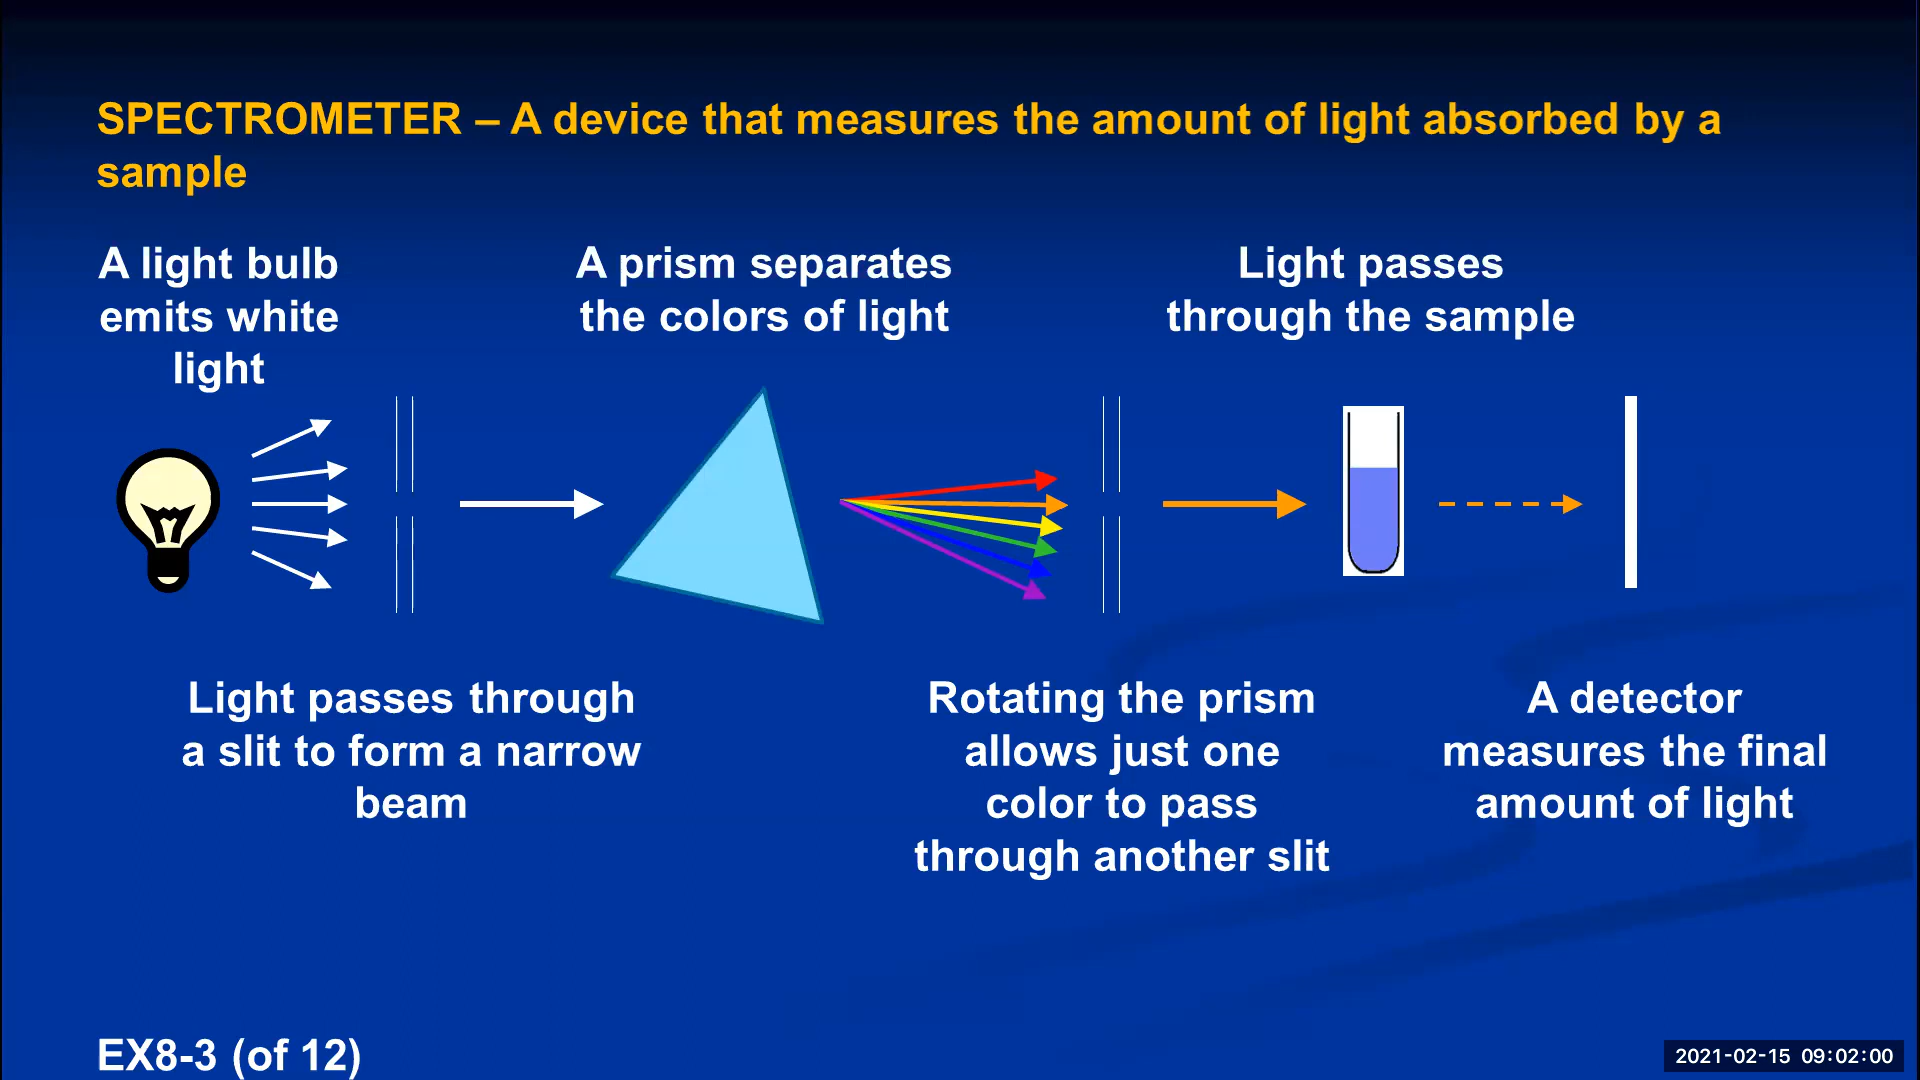 SPECTROMETER – A device that measures the amount of light absorbed by a
sample
A light bulb
emits white
light
A prism separates
the colors of light
Light passes
through the sample
Light passes through
a slit to form a narrow
beam
Rotating the prism
allows just one
color to pass
through another slit
A detector
measures the final
amount of light
EX8-3 (of 12)
2021-02-15 09:02:00